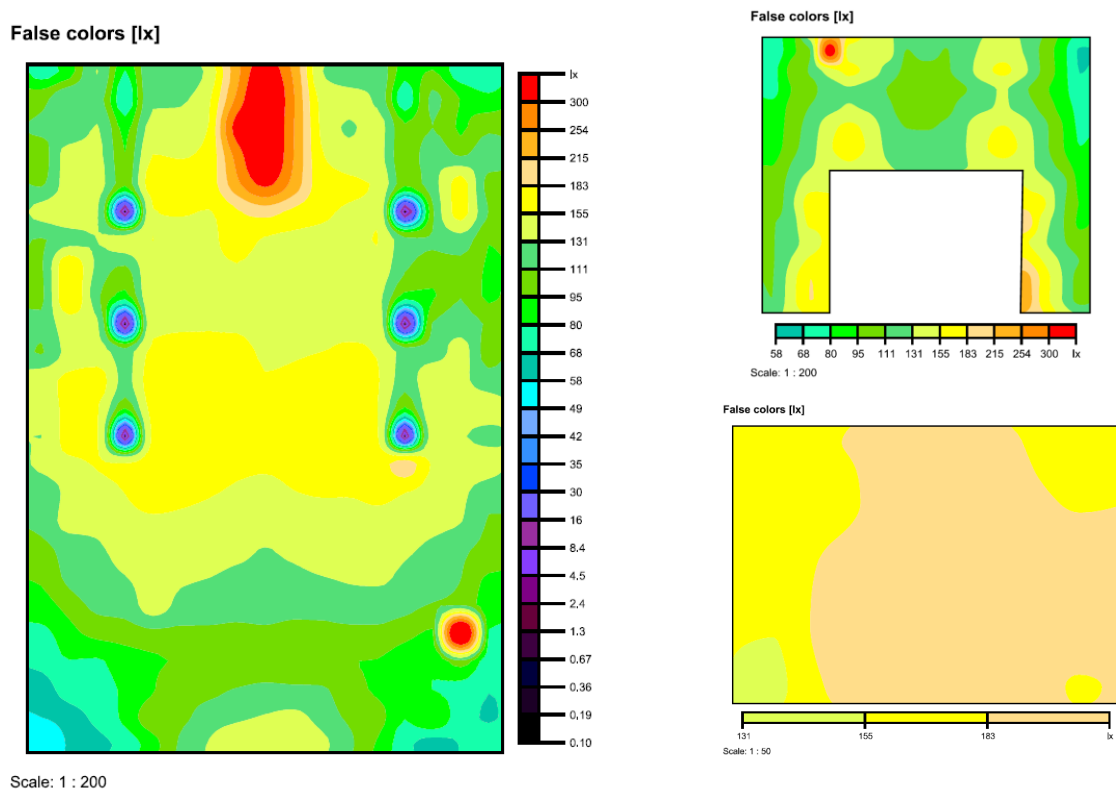 False colors [lx]
lx
300
254
215
183
155
131
111
95
80
68
58
49
42
35
30
16
8.4
4.5
2.4
1.3
0.67
0.36
0.19
0.10
Scale: 1 : 200
False colors [lx]
58 68 80 95 111 131 155 183 215 254 300 lx
Scale: 1 : 200
False colors [lx]
131 155 183 lx
Scale: 1 : 50